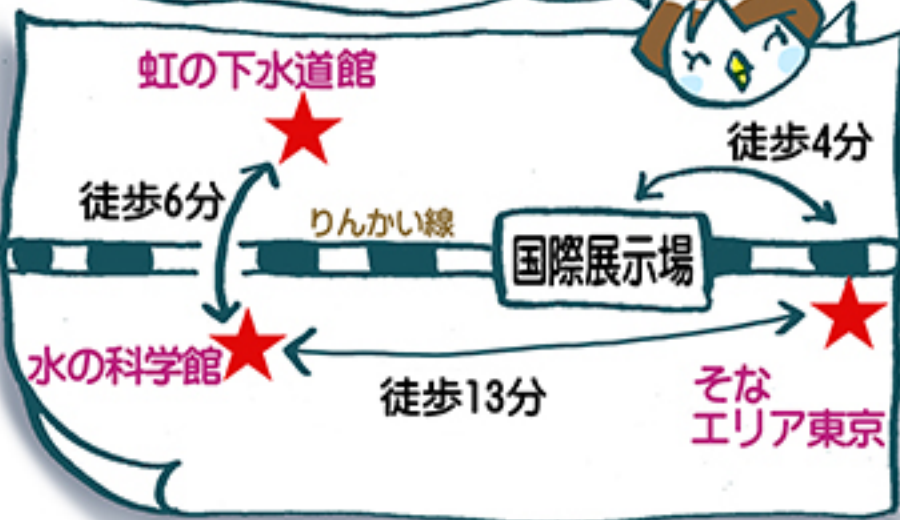 虹の下水道館
徒歩4分
徒歩6分
りんかい線
国際展示場
水の科学館
徒歩13分
そな
エリア東京